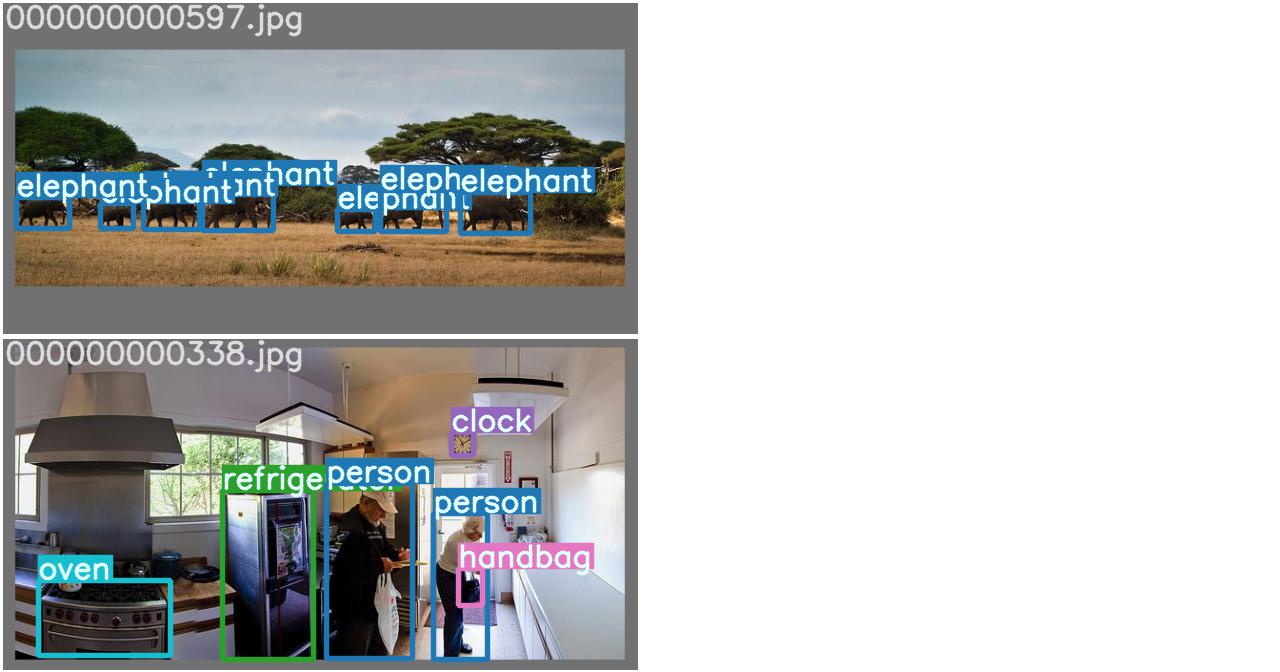 000000000597.jpg
elephant
elephant
elephant
elephant
elephant
elephant
elephant
000000000338.jpg
clock
refrigerator
person
person
handbag
oven